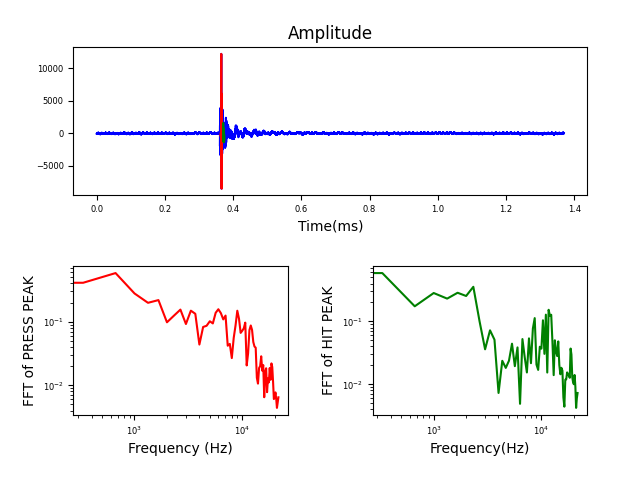 Amplitude
10000
5000
0
−5000
0.0 0.2 0.4 0.6 0.8 1.0 1.2 1.4
Time(ms)
FFT of PRESS PEAK
10⁻¹
10⁻²
10³ 10⁴
Frequency (Hz)
FFT of HIT PEAK
10⁻¹
10⁻²
10³ 10⁴
Frequency(Hz)